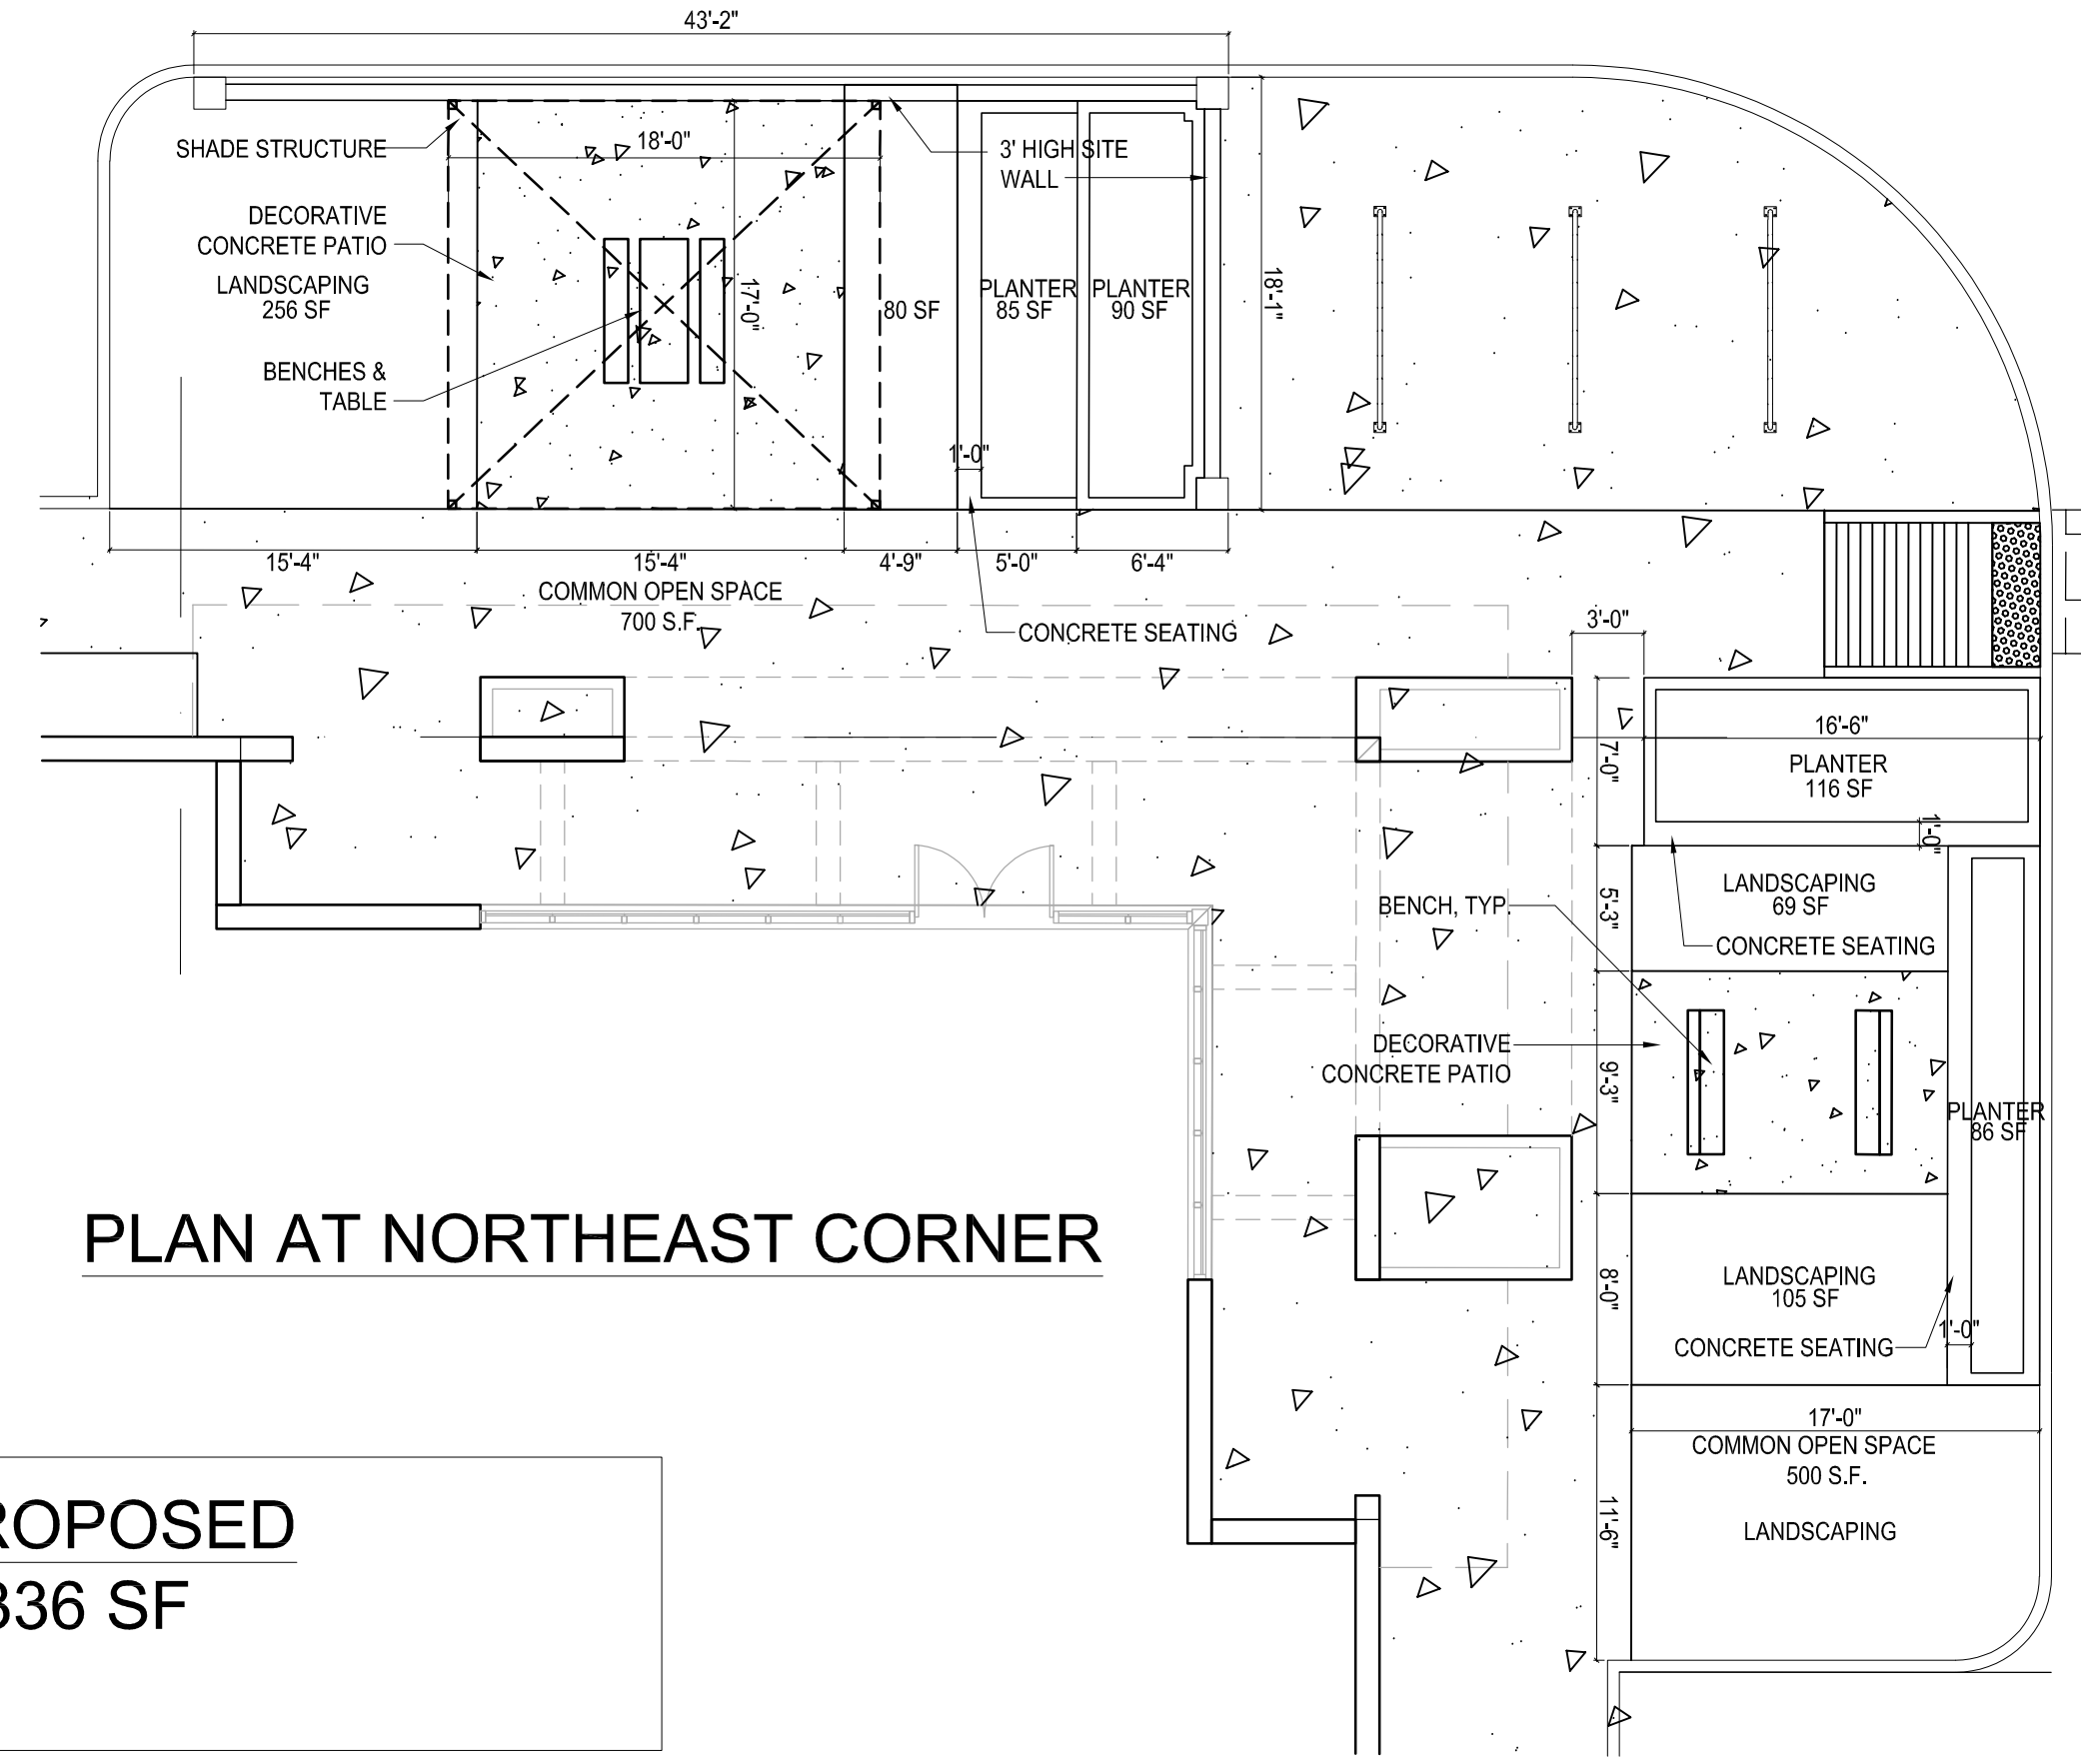 43'-2"
SHADE STRUCTURE
18'-0"
3' HIGH SITE
WALL
DECORATIVE
CONCRETE PATIO
LANDSCAPING
256 SF
17'-0"
80 SF
PLANTER
85 SF
PLANTER
90 SF
18'-1"
BENCHES &
TABLE
1'-0"
15'-4"
15'-4"
4'-9"
5'-0"
6'-4"
COMMON OPEN SPACE
700 S.F.
CONCRETE SEATING
3'-0"
16'-6"
7'-0"
PLANTER
116 SF
1'-0"
LANDSCAPING
69 SF
5'-3"
BENCH, TYP.
CONCRETE SEATING
DECORATIVE
CONCRETE PATIO
9'-3"
PLANTER
86 SF
PLAN AT NORTHEAST CORNER
LANDSCAPING
105 SF
8'-0"
CONCRETE SEATING
1'-0"
17'-0"
COMMON OPEN SPACE
500 S.F.
11'-6"
LANDSCAPING
ROPOSED
336 SF